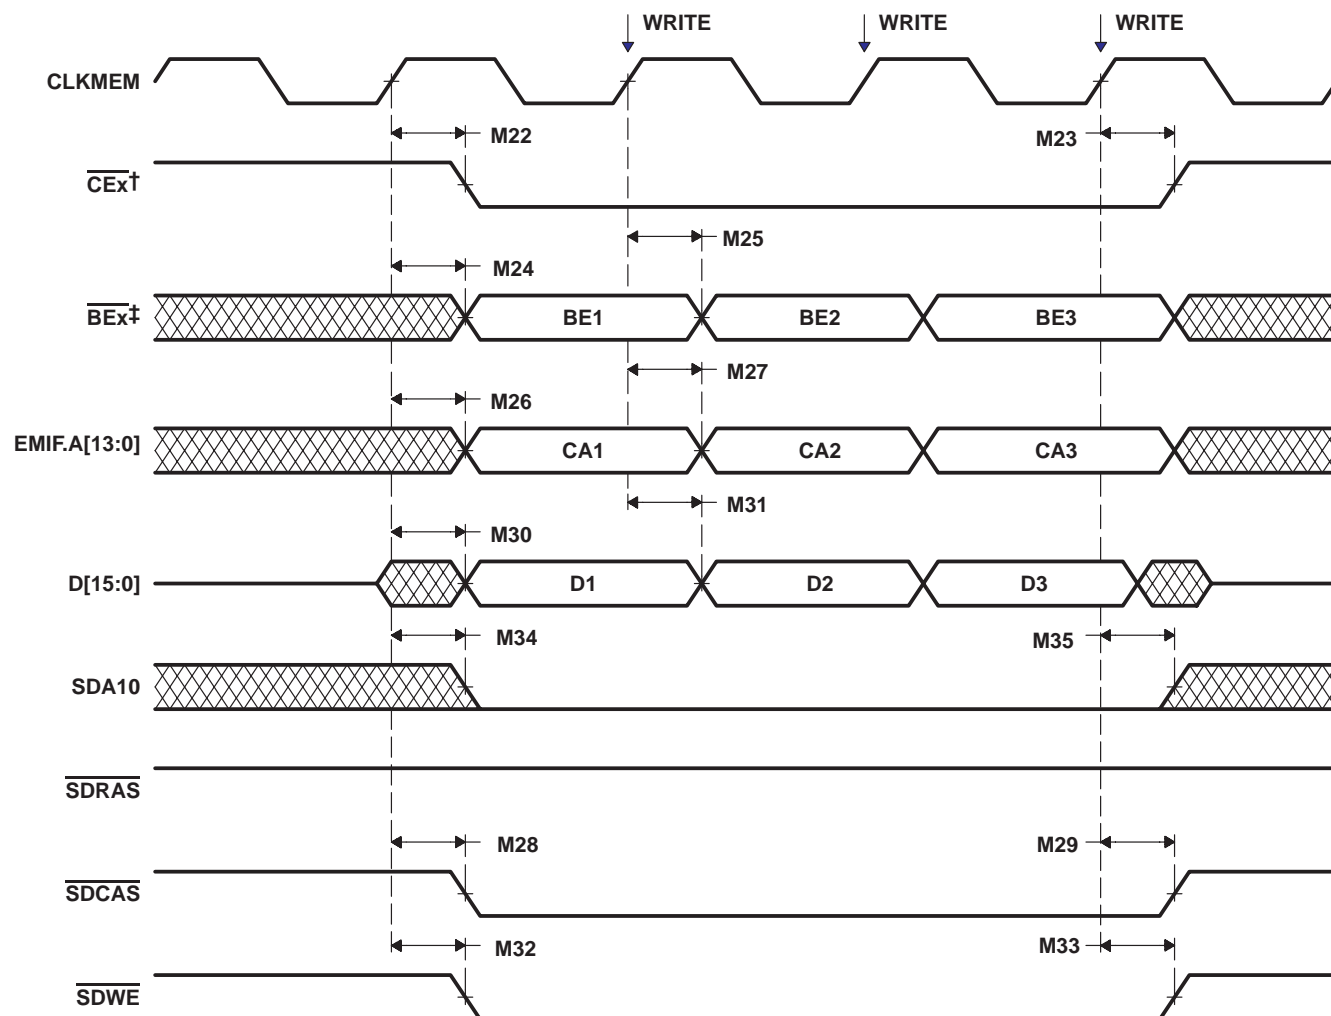 WRITE WRITE WRITE
CLKMEM
M22 M23
CEx†
M25
M24
BEx‡ BE1 BE2 BE3
M27
M26
EMIF.A[13:0] CA1 CA2 CA3
M31
M30
D[15:0] D1 D2 D3
M34 M35
SDA10
SDRAS
M28 M29
SDCAS
M32 M33
SDWE